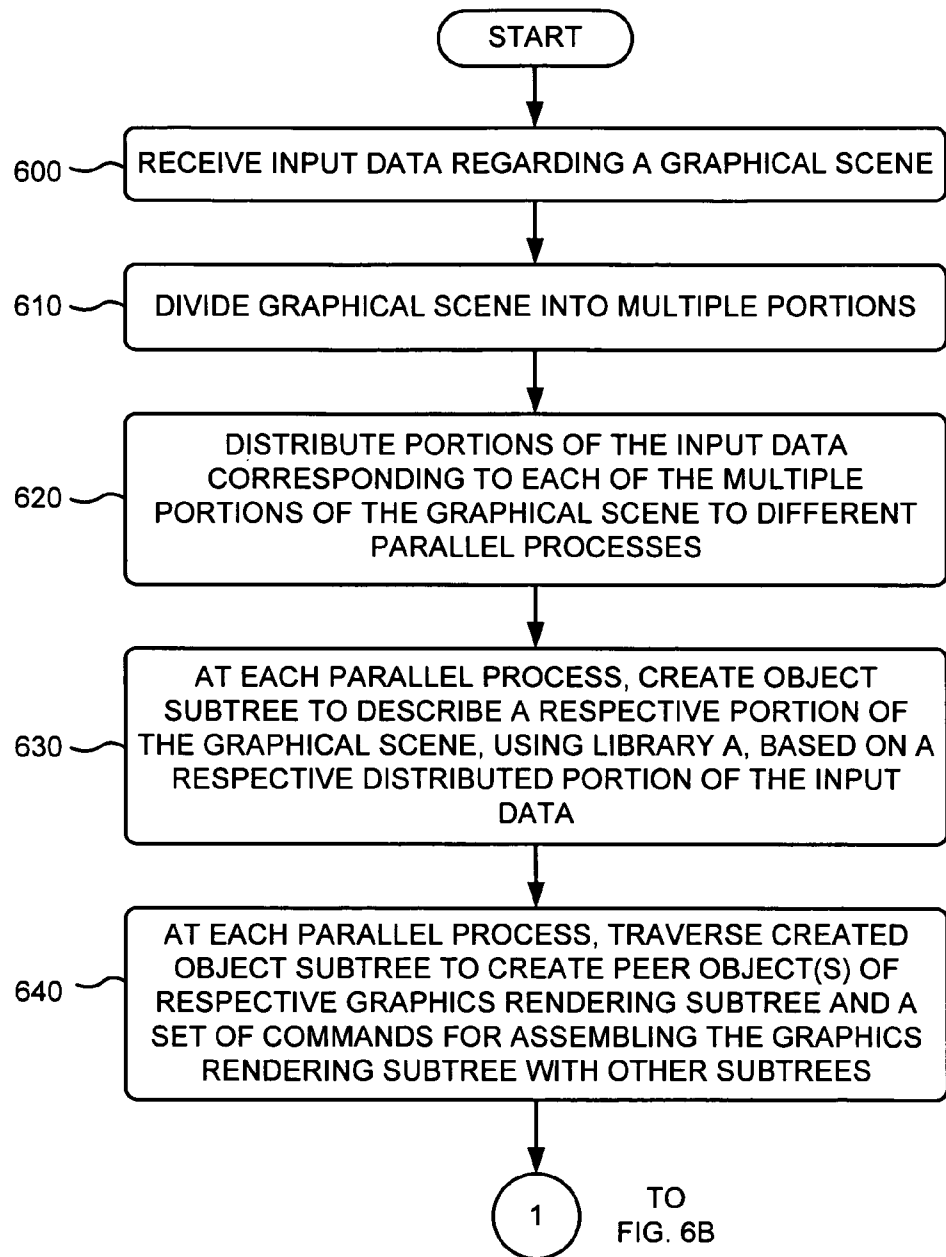 START
600
RECEIVE INPUT DATA REGARDING A GRAPHICAL SCENE
610
DIVIDE GRAPHICAL SCENE INTO MULTIPLE PORTIONS
620
DISTRIBUTE PORTIONS OF THE INPUT DATA
CORRESPONDING TO EACH OF THE MULTIPLE
PORTIONS OF THE GRAPHICAL SCENE TO DIFFERENT
PARALLEL PROCESSES
630
AT EACH PARALLEL PROCESS, CREATE OBJECT
SUBTREE TO DESCRIBE A RESPECTIVE PORTION OF
THE GRAPHICAL SCENE, USING LIBRARY A, BASED ON A
RESPECTIVE DISTRIBUTED PORTION OF THE INPUT
DATA
640
AT EACH PARALLEL PROCESS, TRAVERSE CREATED
OBJECT SUBTREE TO CREATE PEER OBJECT(S) OF
RESPECTIVE GRAPHICS RENDERING SUBTREE AND A
SET OF COMMANDS FOR ASSEMBLING THE GRAPHICS
RENDERING SUBTREE WITH OTHER SUBTREES
1
TO
FIG. 6B